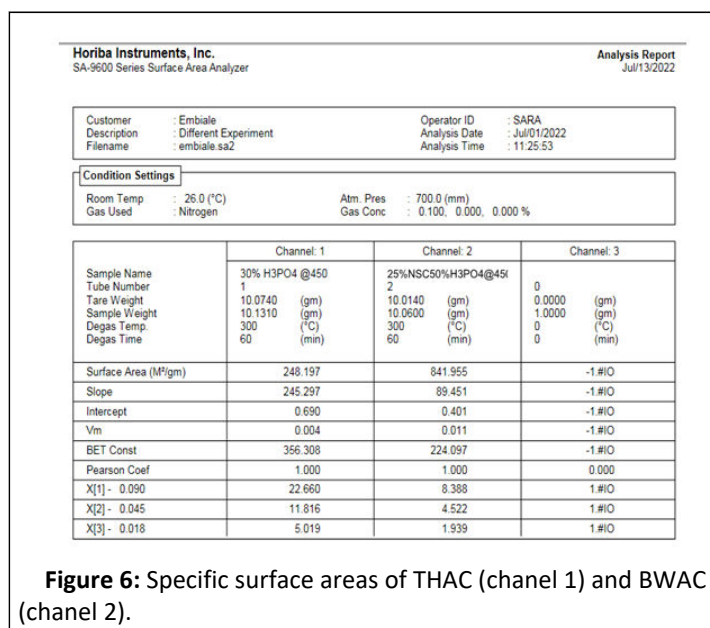 Horiba Instruments, Inc. Analysis Report
SA-9600 Series Surface Area Analyzer Jul/13/2022
Customer : Embiale Operator ID : SARA
Description : Different Experiment Analysis Date : Jul/01/2022
Filename : embiale.sa2 Analysis Time : 11:25:53
Condition Settings
Room Temp : 26.0 (°C) Atm. Pres : 700.0 (mm)
Gas Used : Nitrogen Gas Conc : 0.100, 0.000, 0.000 %
Channel: 1 Channel: 2 Channel: 3
Sample Name 30% H3PO4 @450 25%NSC50%H3PO4@45(
Tube Number 1 2 0
Tare Weight 10.0740 (gm) 10.0140 (gm) 0.0000 (gm)
Sample Weight 10.1310 (gm) 10.0600 (gm) 1.0000 (gm)
Degas Temp. 300 (°C) 300 (°C) 0 (°C)
Degas Time 60 (min) 60 (min) 0 (min)
Surface Area (M²/gm) 248.197 841.955 -1.#IO
Slope 245.297 89.451 -1.#IO
Intercept 0.690 0.401 -1.#IO
Vm 0.004 0.011 -1.#IO
BET Const 356.308 224.097 -1.#IO
Pearson Coef 1.000 1.000 0.000
X[1] - 0.090 22.660 8.388 1.#IO
X[2] - 0.045 11.816 4.522 1.#IO
X[3] - 0.018 5.019 1.939 1.#IO
Figure 6: Specific surface areas of THAC (chanel 1) and BWAC
(chanel 2).